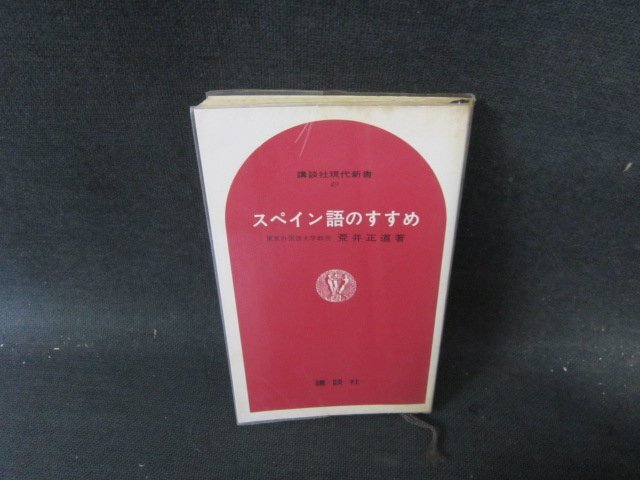 講談社現代新書
スペイン語のすすめ
東京外国語大学教授 荒井正道著
講談社